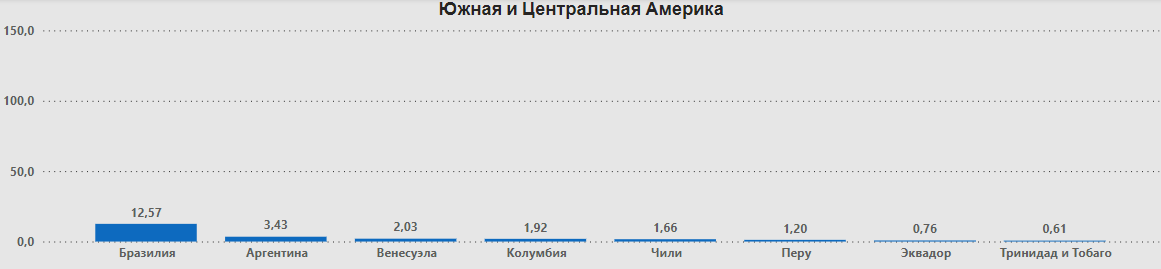 Южная и Центральная Америка
150,0
100,0
50,0
0,0
12,57
3,43
2,03
1,92
1,66
1,20
0,76
0,61
Бразилия
Аргентина
Венесуэла
Колумбия
Чили
Перу
Эквадор
Тринидад и Тобаго